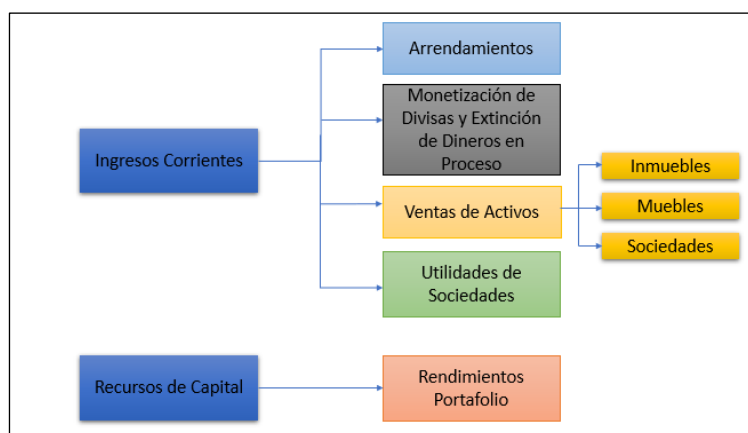 Arrendamientos
Monetización de
Divisas y Extinción
de Dineros en
Proceso
Ingresos Corrientes
Inmuebles
Ventas de Activos
Muebles
Sociedades
Utilidades de
Sociedades
Recursos de Capital
Rendimientos
Portafolio